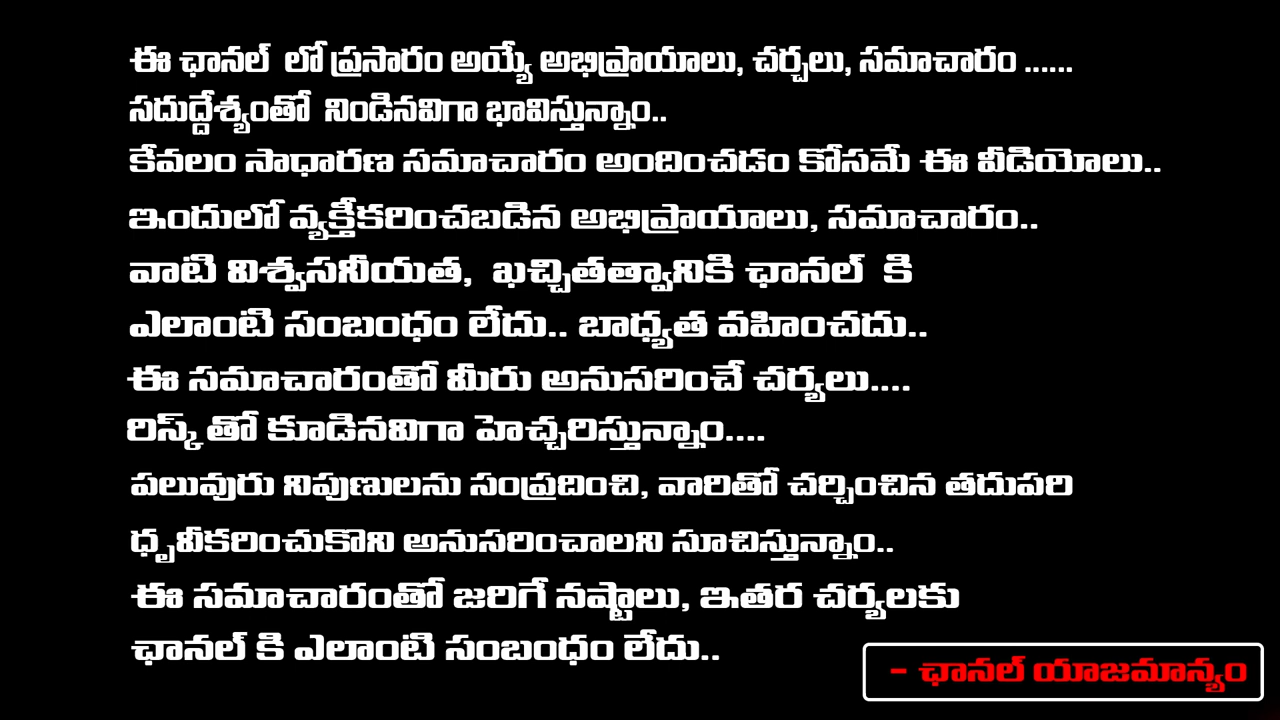 ఈ ఛానల్ లో ప్రసారం అయ్యే అభిప్రాయాలు, చర్చలు, సమాచారం ......
సదుద్దేశ్యంతో నిండినవిగా భావిస్తున్నాం..
కేవలం సాధారణ సమాచారం అందించడం కోసమే ఈ వీడియోలు..
ఇందులో వ్యక్తీకరించబడిన అభిప్రాయాలు, సమాచారం..
వాటి విశ్వసనీయత, ఖచ్చితత్వానికి ఛానల్ కి
ఎలాంటి సంబంధం లేదు.. బాధ్యత వహించదు..
ఈ సమాచారంతో మీరు అనుసరించే చర్యలు....
రిస్క్ తో కూడినవిగా హెచ్చరిస్తున్నాం....
పలువురు నిపుణులను సంప్రదించి, వారితో చర్చించిన తదుపరి
ధృవీకరించుకొని అనుసరించాలని సూచిస్తున్నాం..
ఈ సమాచారంతో జరిగే నష్టాలు, ఇతర చర్యలకు
ఛానల్ కి ఎలాంటి సంబంధం లేదు..
- ఛానల్ యాజమాన్యం